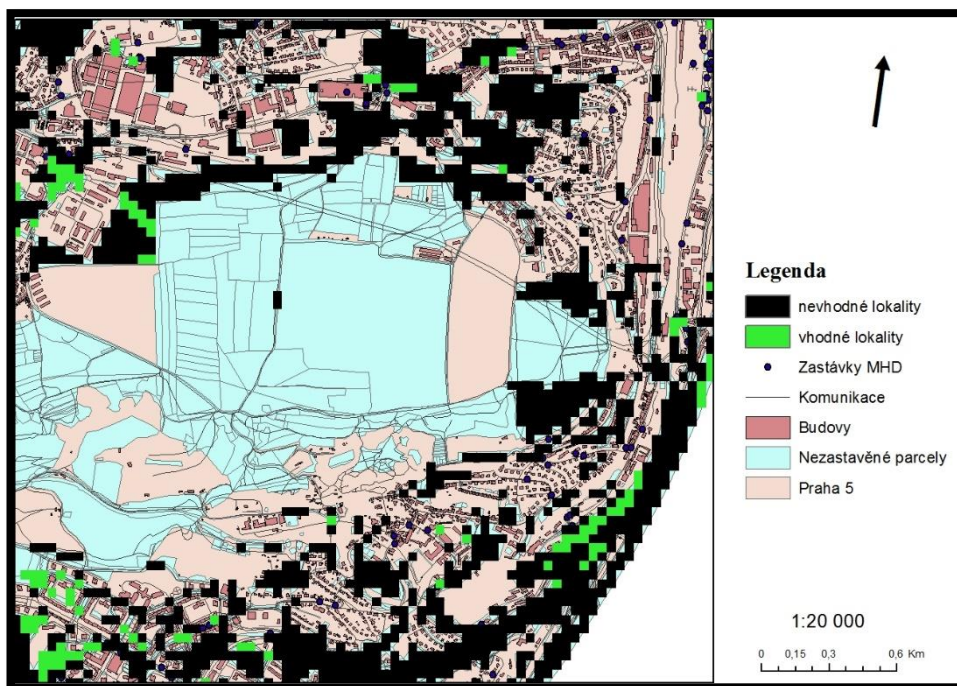 Legenda
nevhodné lokality
vhodné lokality
Zastávky MHD
Komunikace
Budovy
Nezastavěné parcely
Praha 5
1:20 000
0 0,15 0,3 0,6 Km